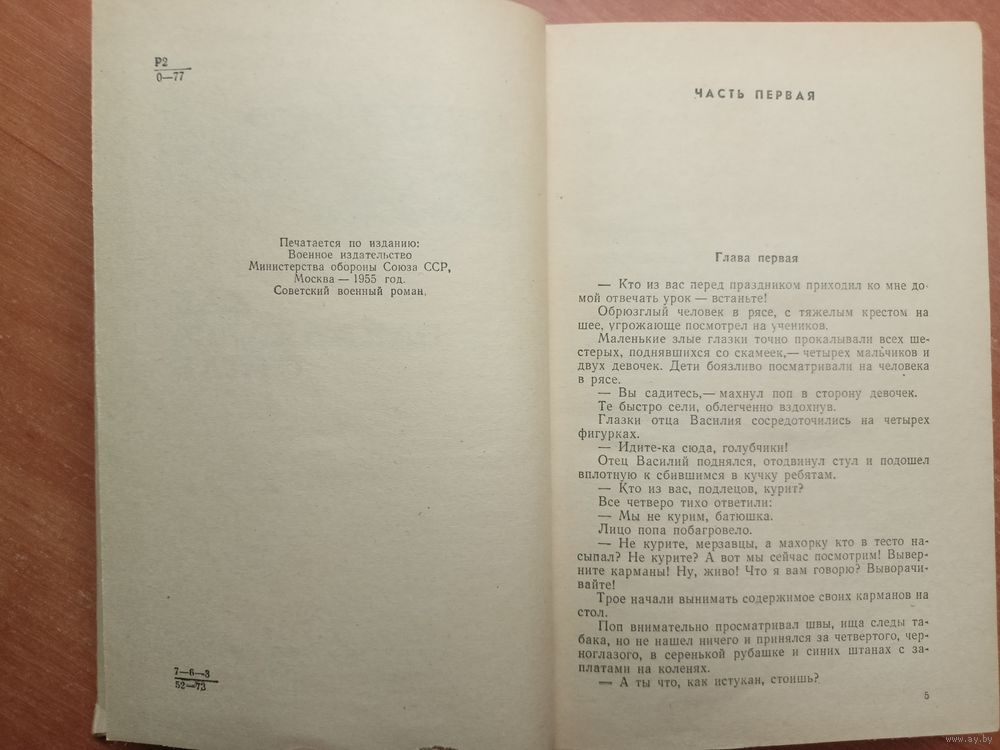 Р2
0—77
Печатается по изданию:
Военное издательство
Министерства обороны Союза ССР,
Москва — 1955 год.
Советский военный роман.
7—6—3
52—73
ЧАСТЬ ПЕРВАЯ
Глава первая
— Кто из вас перед праздником приходил ко мне до-
мой отвечать урок — встаньте!
Обрюзглый человек в рясе, с тяжелым крестом на
шее, угрожающе посмотрел на учеников.
Маленькие злые глазки точно прокалывали всех ше-
стерых, поднявшихся со скамеек,— четырех мальчиков и
двух девочек. Дети боязливо посматривали на человека
в рясе.
— Вы садитесь,— махнул поп в сторону девочек.
Те быстро сели, облегченно вздохнув.
Глазки отца Василия сосредоточились на четырех
фигурках.
— Идите-ка сюда, голубчики!
Отец Василий поднялся, отодвинул стул и подошел
вплотную к сбившимся в кучку ребятам.
— Кто из вас, подлецов, курит?
Все четверо тихо ответили:
— Мы не курим, батюшка.
Лицо попа побагровело.
— Не курите, мерзавцы, а махорку кто в тесто на-
сыпал? Не курите? А вот мы сейчас посмотрим! Вывер-
ните карманы! Ну, живо! Что я вам говорю? Выворачи-
вайте!
Трое начали вынимать содержимое своих карманов на
стол.
Поп внимательно просматривал швы, ища следы та-
бака, но не нашел ничего и принялся за четвертого, чер-
ноглазого, в серенькой рубашке и синих штанах с за-
платами на коленях.
— А ты что, как истукан, стоишь?
5
www.ay.by